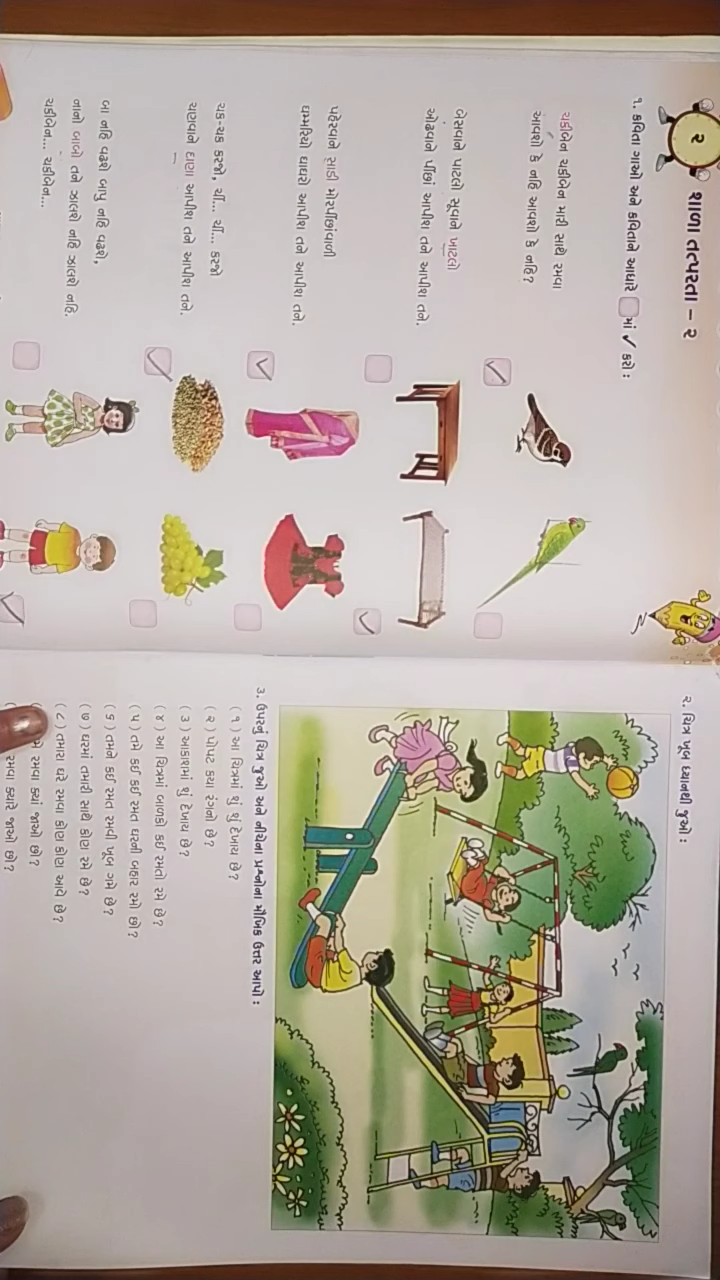 ૨
શાળા તત્પરતા – ૨
૧. કવિતા ગાઓ અને કવિતાને આધારે માં ✓ કરો :
ચકીબેન ચકીબેન મારી સાથે રમવા
આવશો કે નહિ આવશો કે નહિ?
બેસવાને પાટલો સૂવાને ખાટલો
ઓઢવાને પીંછાં આપીશ તને આપીશ તને.
પહેરવાને સાડી મોરપીંછાંવાળી
ઘમ્મરિયો ઘાઘરો આપીશ તને આપીશ તને.
ચક-ચક કરજો, ચીં... ચીં... કરજો
ચણવાને દાણા આપીશ તને આપીશ તને.
બા નહિ વઢશે બાપુ નહિ વઢશે,
નાનો બાબો તને ઝાલશે નહિ ઝાલશે નહિ.
ચકીબેન... ચકીબેન...
૨. ચિત્ર ખૂબ ધ્યાનથી જુઓ :
૩. ઉપરનું ચિત્ર જુઓ અને નીચેના પ્રશ્નોના મૌખિક ઉત્તર આપો :
(૧) આ ચિત્રમાં શું શું દેખાય છે?
(૨) પોપટ કયા રંગનો છે?
(૩) આકાશમાં શું દેખાય છે?
(૪) આ ચિત્રમાં બાળકો કઈ રમતો રમે છે?
(૫) તમે કઈ કઈ રમત ઘરની બહાર રમો છો?
(૬) તમને કઈ રમત રમવી ખૂબ ગમે છે?
(૭) ઘરમાં તમારી સાથે કોણ રમે છે?
(૮) તમારા ઘરે રમવા કોણ કોણ આવે છે?
રમવા ક્યાં જાઓ છો?
રમવા ક્યારે જાઓ છો?